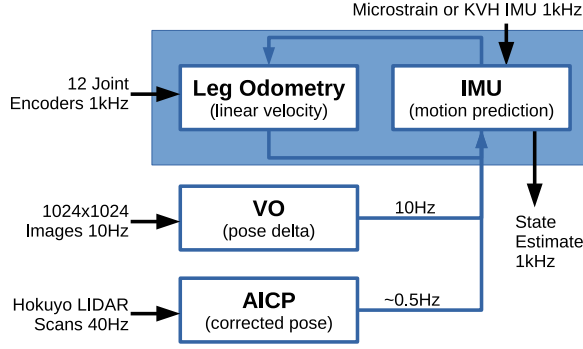 Microstrain or KVH IMU 1kHz
12 Joint
Encoders 1kHz
Leg Odometry
(linear velocity)
IMU
(motion prediction)
1024x1024
Images 10Hz
VO
(pose delta)
10Hz
State
Estimate
1kHz
Hokuyo LIDAR
Scans 40Hz
AICP
(corrected pose)
~0.5Hz